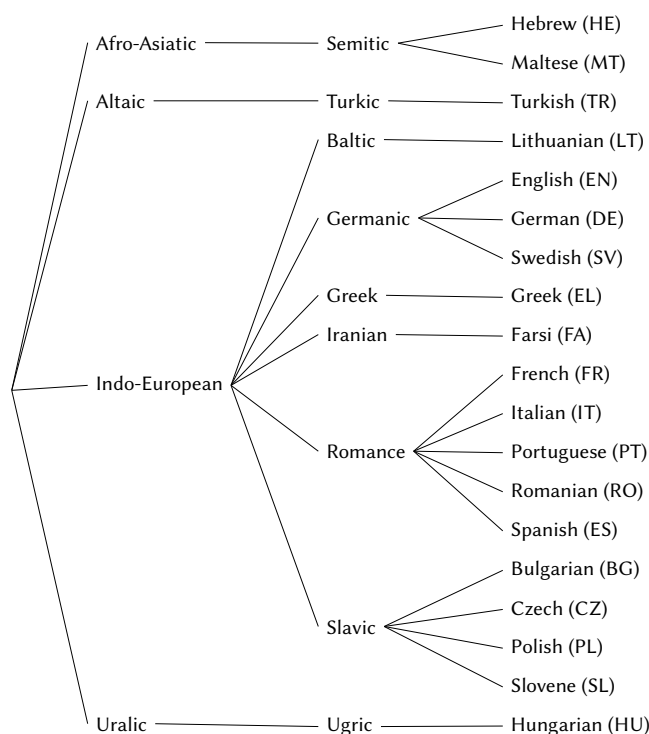 Hebrew (HE)
Afro-Asiatic Semitic
Maltese (MT)
Altaic Turkic Turkish (TR)
Baltic Lithuanian (LT)
English (EN)
Germanic German (DE)
Swedish (SV)
Greek Greek (EL)
Iranian Farsi (FA)
French (FR)
Indo-European
Italian (IT)
Romance Portuguese (PT)
Romanian (RO)
Spanish (ES)
Bulgarian (BG)
Czech (CZ)
Slavic
Polish (PL)
Slovene (SL)
Uralic Ugric Hungarian (HU)